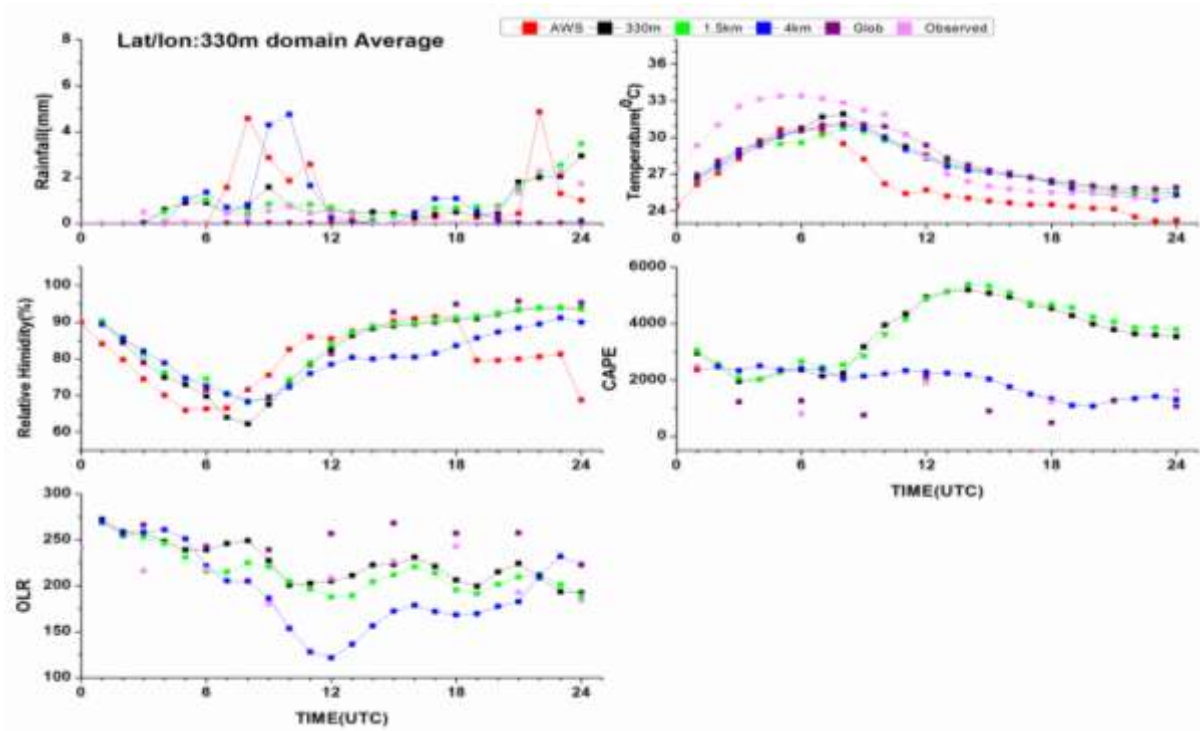 Lat/lon:330m domain Average
AWS 330m 1.5km 4km Glob Observed
Rainfall(mm)
8
6
4
2
0
0 6 12 18 24
Temperature(⁰C)
36
33
30
27
24
0 6 12 18 24
Relative Himidity(%)
100
90
80
70
60
0 6 12 18 24
CAPE
6000
4000
2000
0
0 6 12 18 24
TIME(UTC)
OLR
300
250
200
150
100
0 6 12 18 24
TIME(UTC)